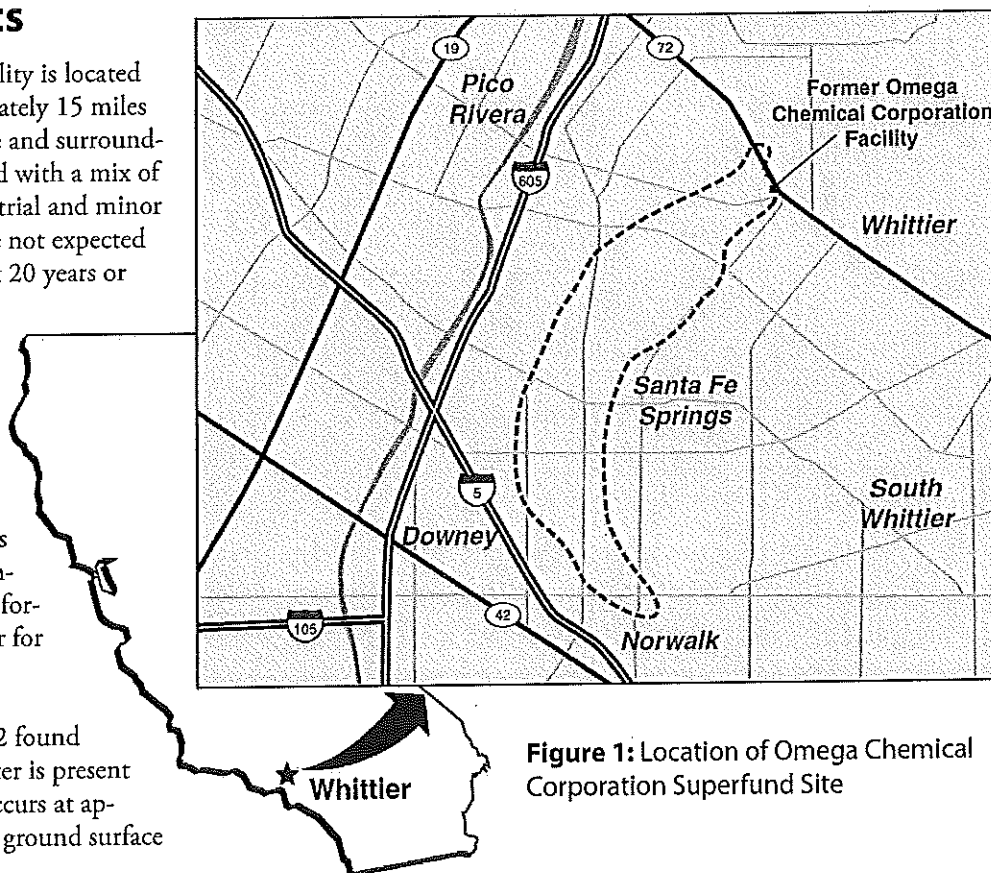 lity is located
ately 15 miles
e and surround-
d with a mix of
trial and minor
e not expected
t 20 years or
s
n-
for-
r for
2 found
ter is present
ccurs at ap-
ground surface
19
72
Pico
Rivera
Former Omega
Chemical Corporation
Facility
605
Whittier
Santa Fe
Springs
5
South
Whittier
Downey
105
42
Norwalk
Whittier
Figure 1: Location of Omega Chemical
Corporation Superfund Site